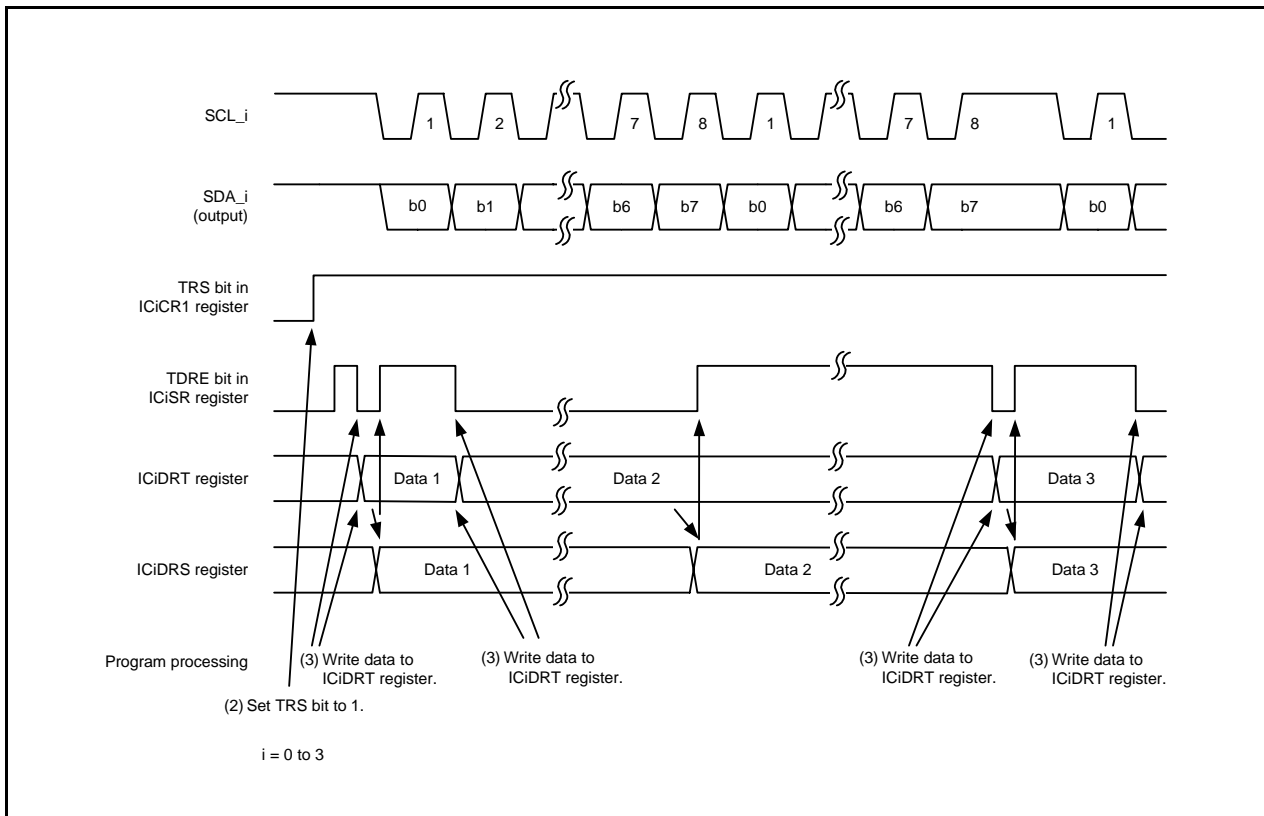 SCL_i
1 2 7 8 1 7 8 1
SDA_i
(output)
b0 b1 b6 b7 b0 b6 b7 b0
TRS bit in
ICiCR1 register
TDRE bit in
ICiSR register
ICiDRT register
Data 1 Data 2 Data 3
ICiDRS register
Data 1 Data 2 Data 3
Program processing
(3) Write data to
ICiDRT register.
(3) Write data to
ICiDRT register.
(3) Write data to
ICiDRT register.
(3) Write data to
ICiDRT register.
(2) Set TRS bit to 1.
i = 0 to 3